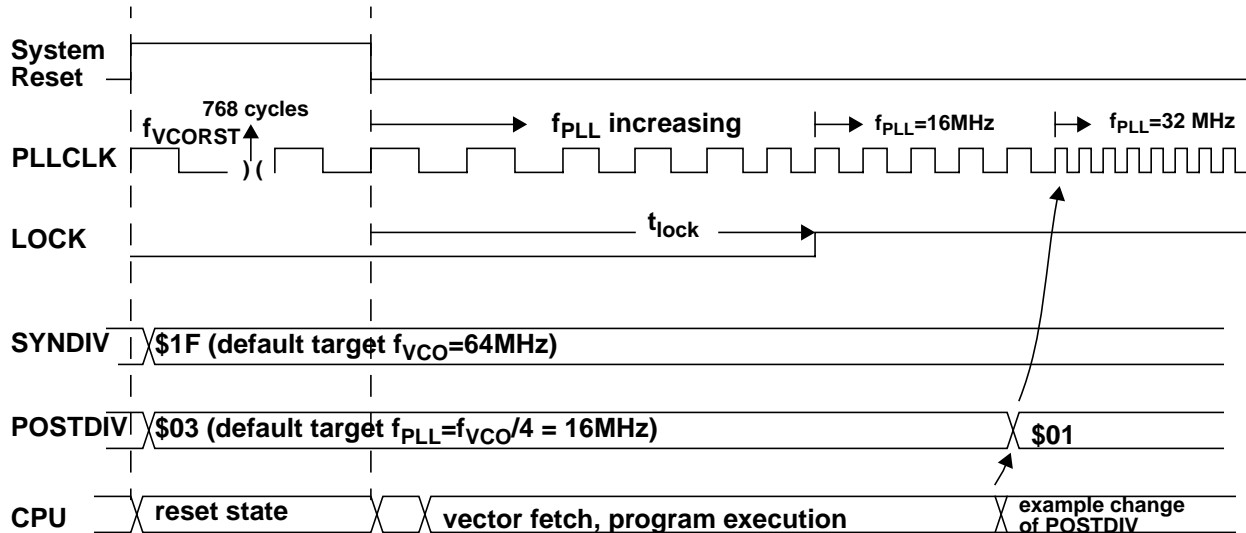 System
Reset
768 cycles
fVCORST
fPLL increasing
fPLL=16MHz
fPLL=32 MHz
PLLCLK
) (
LOCK
tlock
SYNDIV
$1F (default target fVCO=64MHz)
POSTDIV
$03 (default target fPLL=fVCO/4 = 16MHz)
$01
CPU
reset state
vector fetch, program execution
example change
of POSTDIV